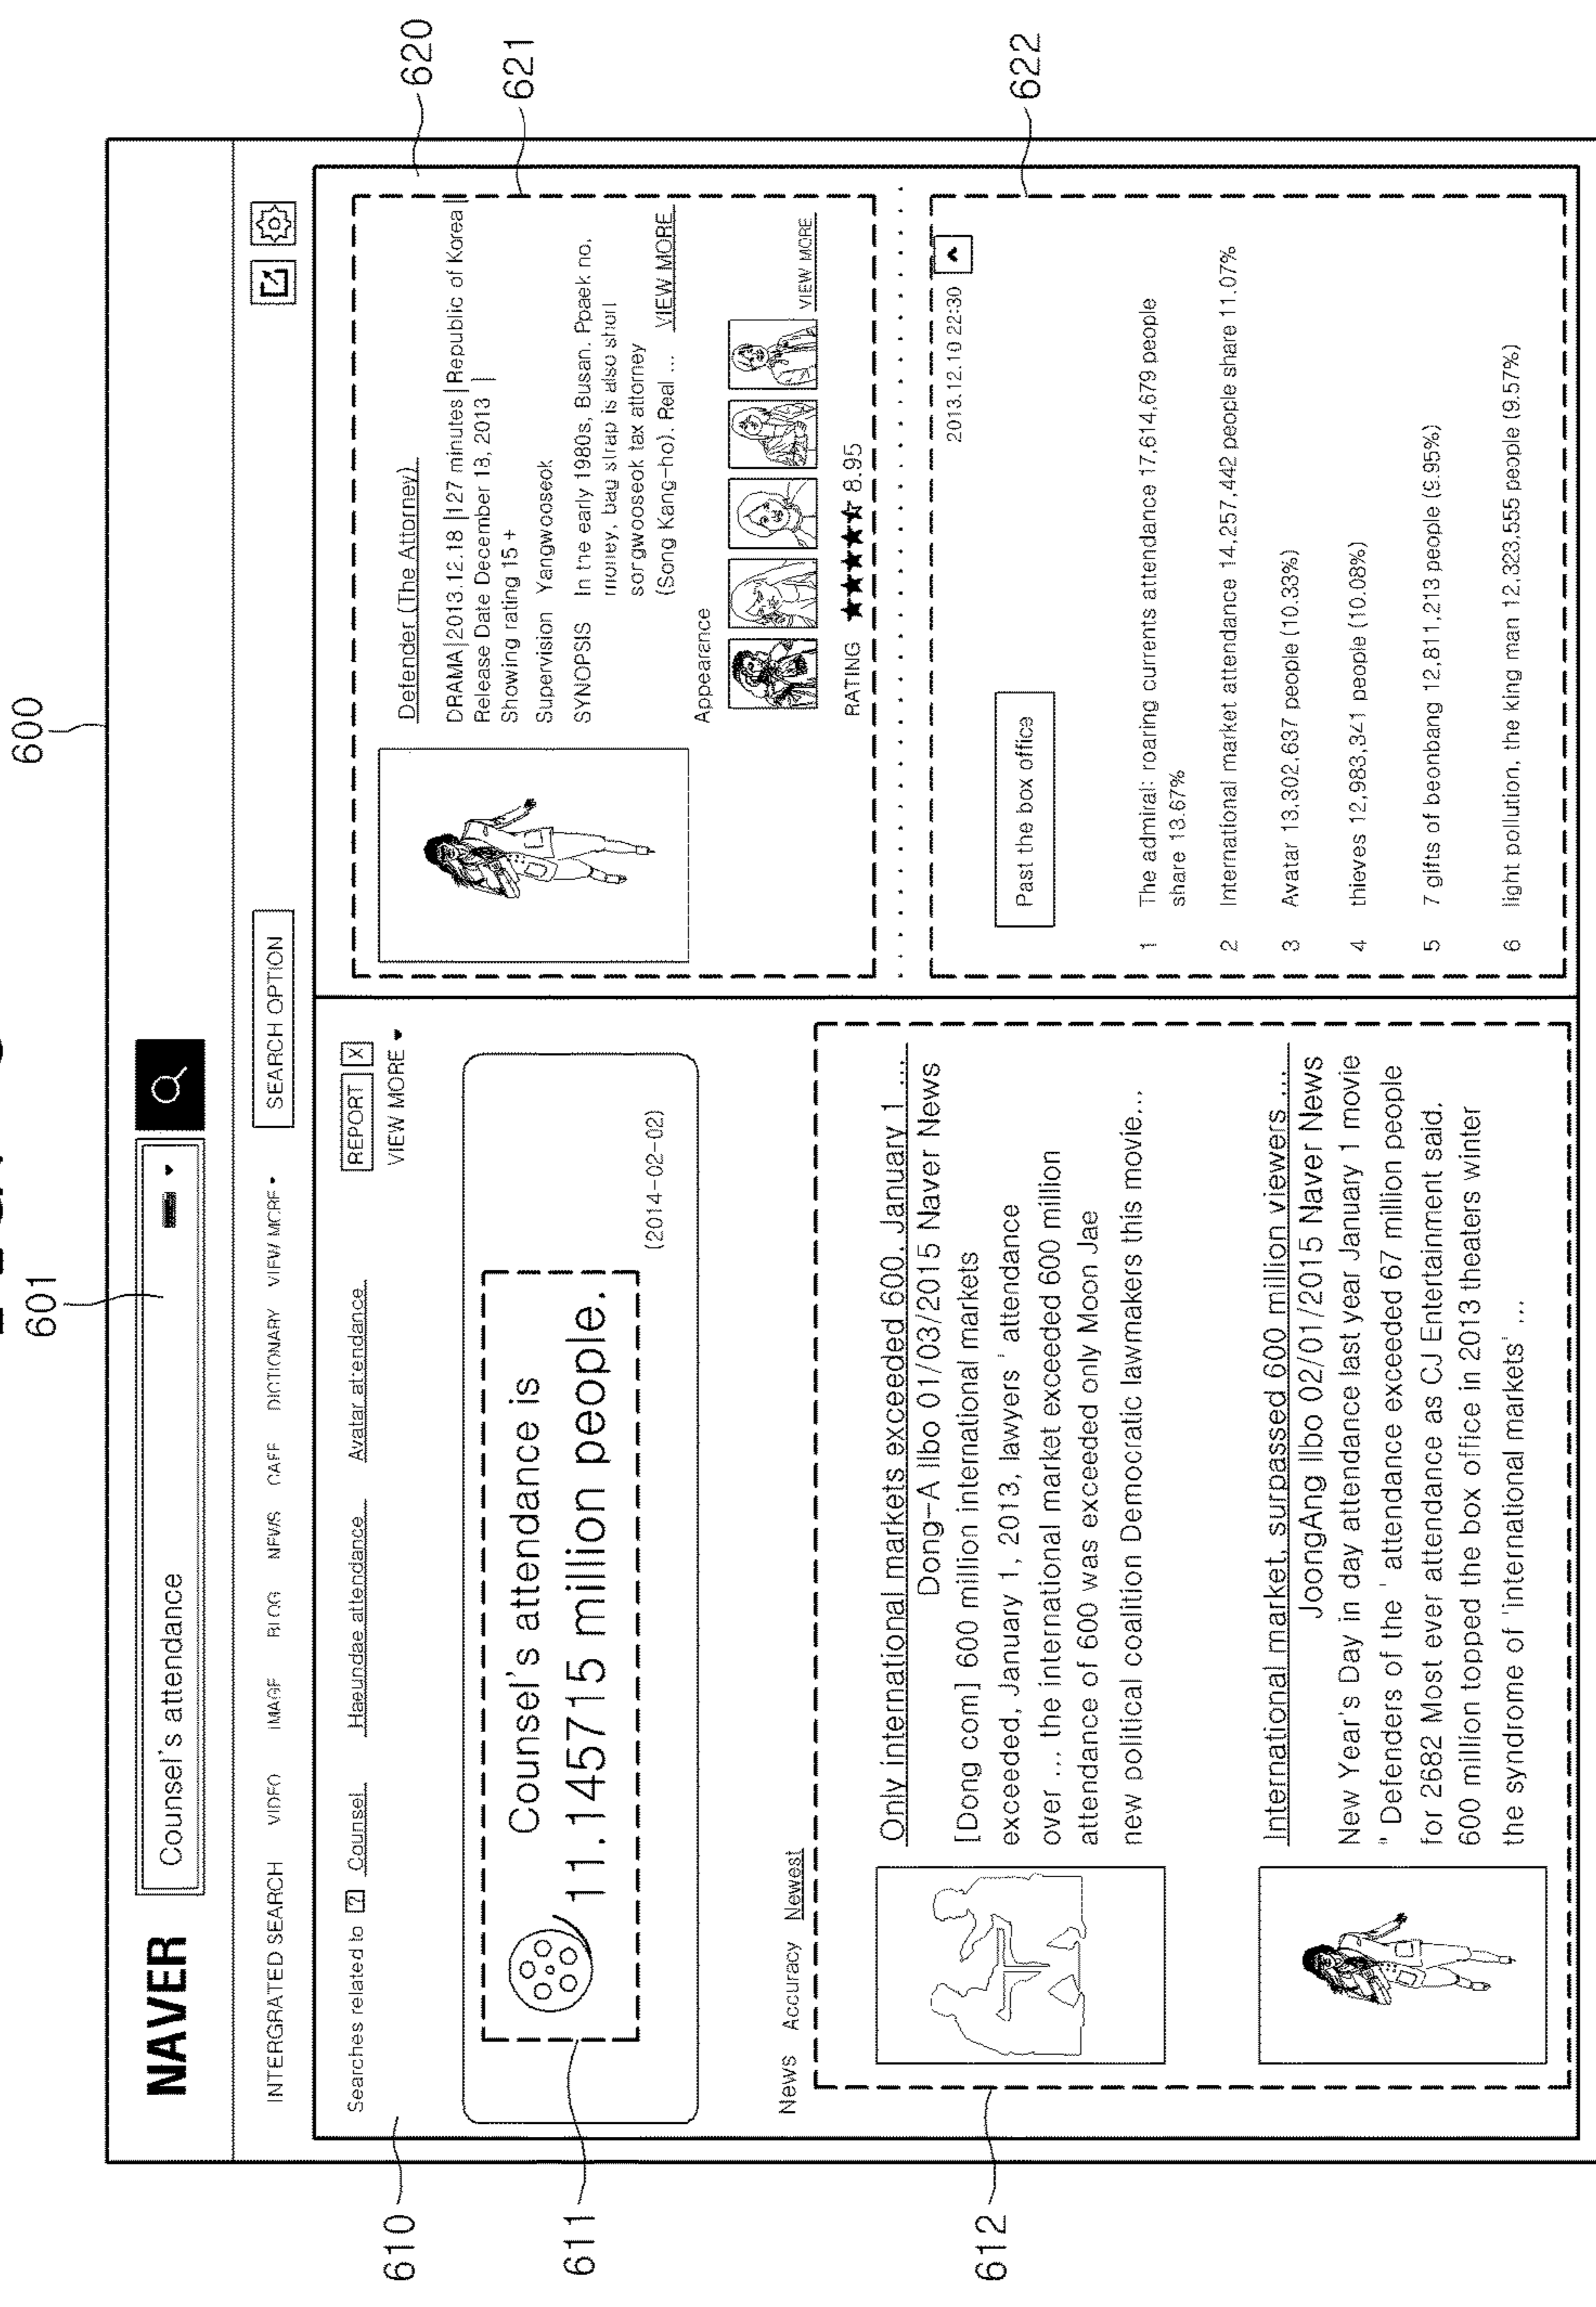 600
601
NAVER
Counsel's attendance
INTERGRATED SEARCH VIDEO IMAGE BLOG NEWS CAFE DICTIONARY VIEW MORE
SEARCH OPTION
610
Searches related to [?] Counsel Haeundae attendance Avatar attendance
REPORT X
VIEW MORE
611
Counsel's attendance is
11.145715 million people.
(2014-02-02)
News Accuracy Newest
612
Only international markets exceeded 600, January 1 ...
Dong-A Ilbo 01/03/2015 Naver News
[Dong com] 600 million international markets
exceeded, January 1, 2013, lawyers ' attendance
over ... the international market exceeded 600 million
attendance of 600 was exceeded only Moon Jae
new political coalition Democratic lawmakers this movie...
International market, surpassed 600 million viewers ...
JoongAng Ilbo 02/01/2015 Naver News
New Year's Day in day attendance last year January 1 movie
" Defenders of the ' attendance exceeded 67 million people
for 2682 Most ever attendance as CJ Entertainment said.
600 million topped the box office in 2013 theaters winter
the syndrome of 'international markets' ...
620
621
Defender (The Attorney)
DRAMA|2013.12.18 |127 minutes | Republic of Korea |
Release Date December 18, 2013 |
Showing rating 15 +
Supervision Yangwooseok
SYNOPSIS In the early 1980s, Busan. Ppaek no,
money, bag strap is also short
songwooseok tax attorney
(Song Kang-ho). Real ... VIEW MORE
Appearance
VIEW MORE
RATING ★★★★☆ 8.95
622
2013.12.10 22:30
Past the box office
1 The admiral: roaring currents attendance 17,614,679 people
share 13.67%
2 International market attendance 14,257,442 people share 11.07%
3 Avatar 13,302,637 people (10.33%)
4 thieves 12,983,341 people (10.08%)
5 7 gifts of beonbang 12,811,213 people (9.95%)
6 light pollution, the king man 12,323,555 people (9.57%)